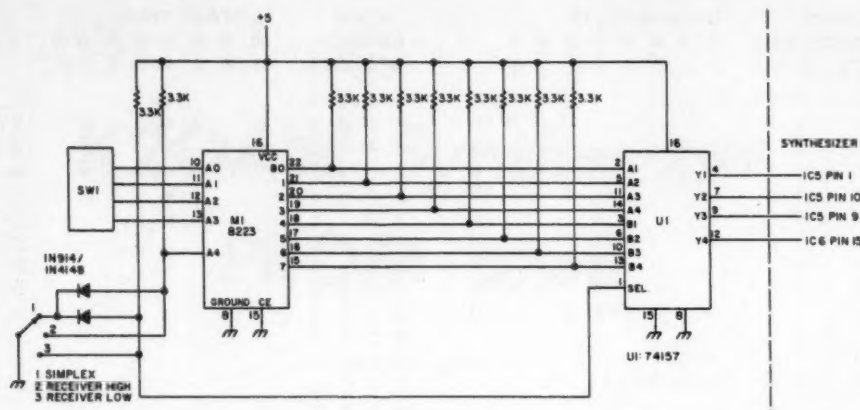 +5
3.3K
3.3K
3.3K 3.3K 3.3K 3.3K 3.3K 3.3K 3.3K 3.3K
16
VCC
16
SYNTHESIZER
SW1
10 A0
11 A1
12 A2
13 A3
A4
M1
8223
B0 22
1 21
2 20
3 19
4 18
5 17
6 16
7 15
GROUND CE
8 15
2 A1
5 A2
11 A3
14 A4
3 B1
6 B2
10 B3
13 B4
1 SEL
U1
Y1 4
Y2 7
Y3 9
Y4 12
IC5 PIN 1
IC5 PIN 10
IC5 PIN 9
IC6 PIN 15
15 8
U1: 74157
1N914/
1N4148
1
2
3
1 SIMPLEX
2 RECEIVER HIGH
3 RECEIVER LOW